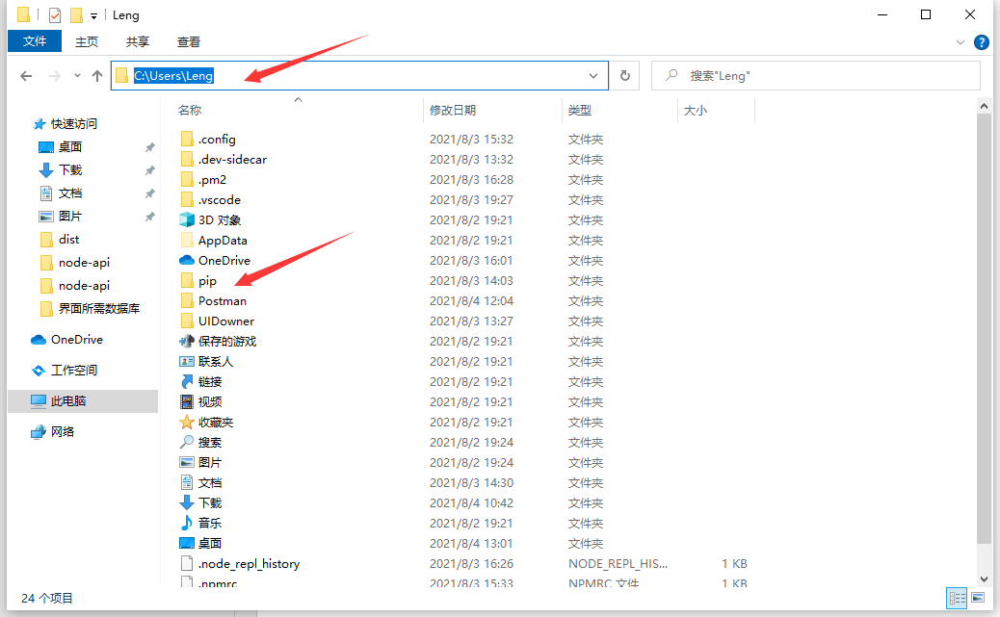 Leng
文件 主页 共享 查看
C:\Users\Leng 搜索"Leng"
名称 修改日期 类型 大小
快速访问
桌面
下载
文档
图片
dist
node-api
node-api
界面所需数据库
OneDrive
工作空间
此电脑
网络
.config 2021/8/3 15:32 文件夹
.dev-sidecar 2021/8/3 13:32 文件夹
.pm2 2021/8/3 16:28 文件夹
.vscode 2021/8/3 19:27 文件夹
3D 对象 2021/8/2 19:21 文件夹
AppData 2021/8/2 19:21 文件夹
OneDrive 2021/8/3 16:01 文件夹
pip 2021/8/3 14:03 文件夹
Postman 2021/8/4 12:04 文件夹
UIDowner 2021/8/3 13:27 文件夹
保存的游戏 2021/8/2 19:21 文件夹
联系人 2021/8/2 19:21 文件夹
链接 2021/8/2 19:21 文件夹
视频 2021/8/2 19:21 文件夹
收藏夹 2021/8/2 19:21 文件夹
搜索 2021/8/2 19:24 文件夹
图片 2021/8/2 19:24 文件夹
文档 2021/8/3 14:30 文件夹
下载 2021/8/4 10:42 文件夹
音乐 2021/8/2 19:21 文件夹
桌面 2021/8/4 13:01 文件夹
.node_repl_history 2021/8/3 16:26 NODE_REPL_HIS... 1 KB
.npmrc 2021/8/3 15:33 NPMRC 文件 1 KB
24 个项目